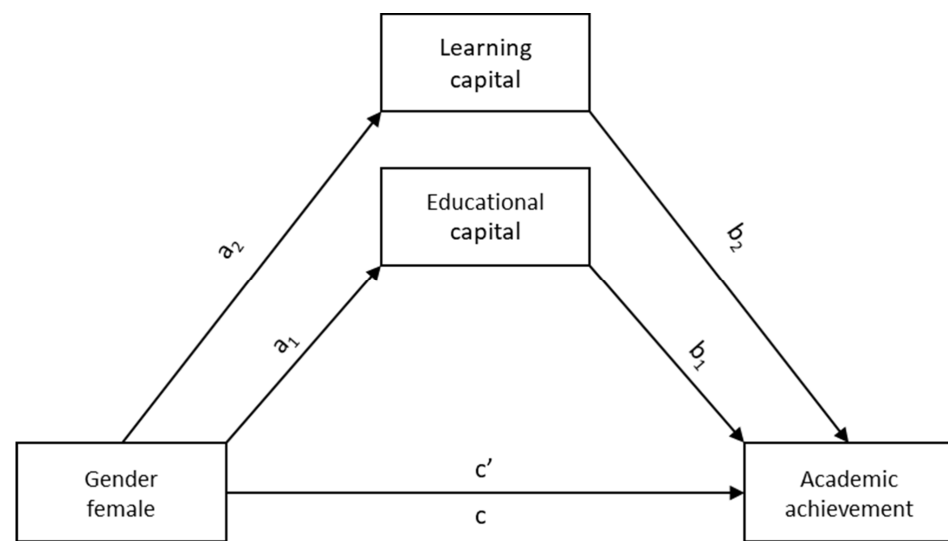 Learning
capital
Educational
capital
a₂
b₂
a₁
b₁
Gender
female
c’
c
Academic
achievement